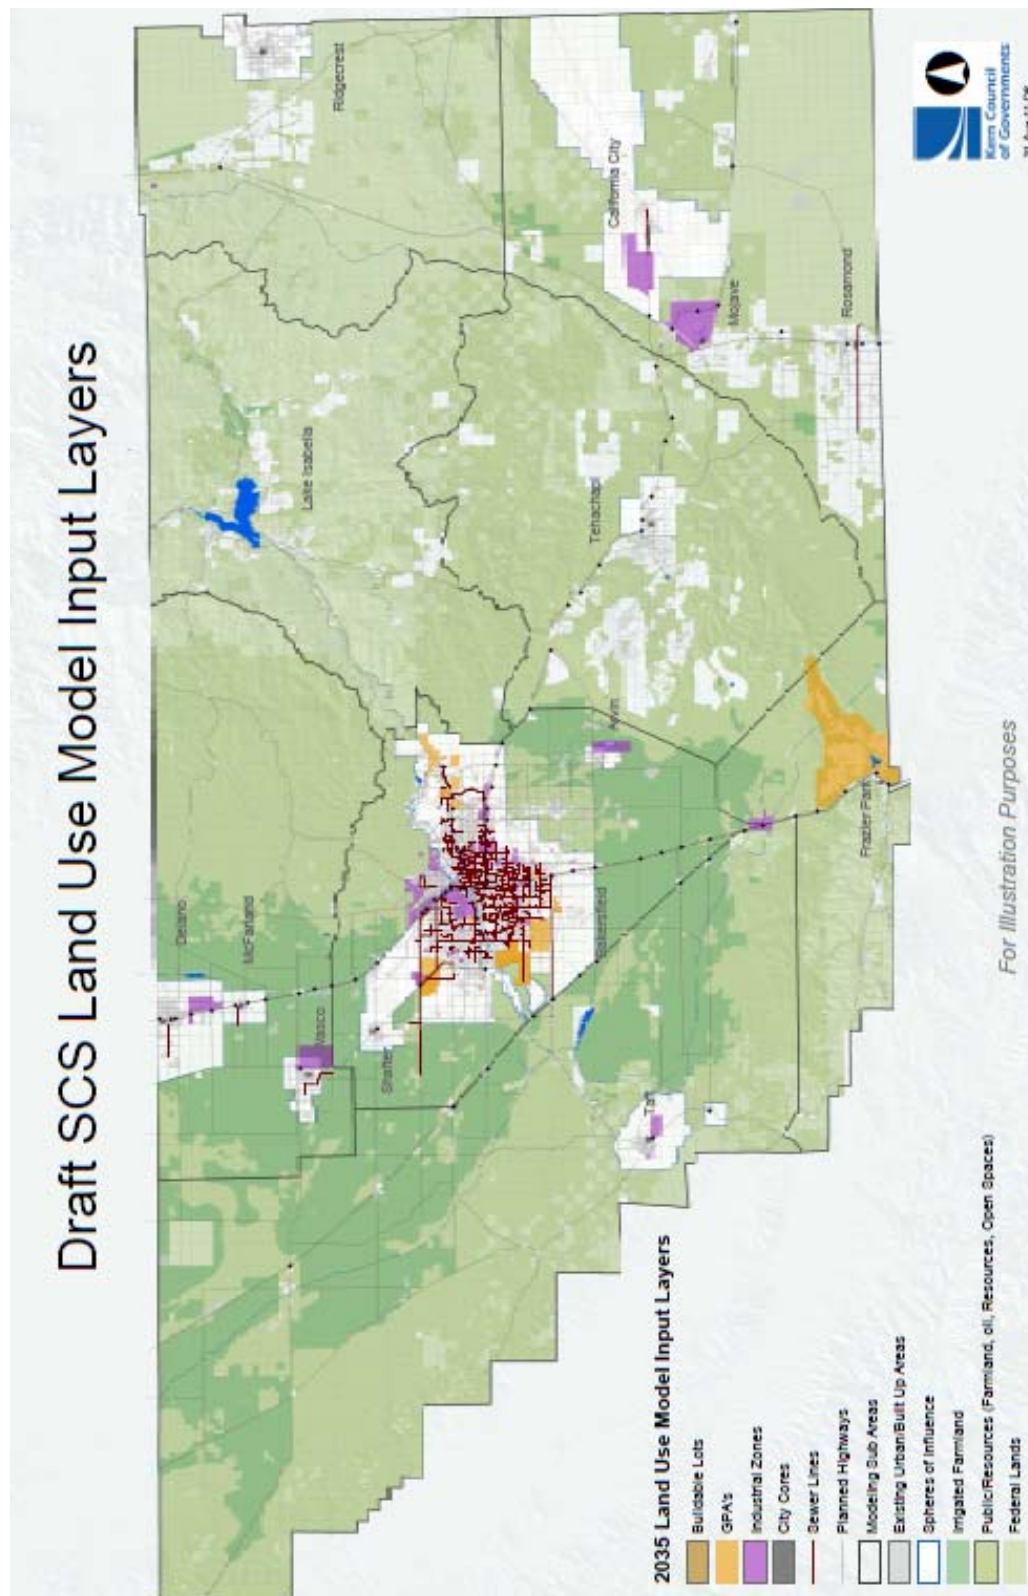 Draft SCS Land Use Model Input Layers
Delano
McFarland
Wasco
Shafter
Bakersfield
Arvin
Taft
Frazier Park
Lake Isabella
Tehachapi
Ridgecrest
California City
Mojave
Rosamond
2035 Land Use Model Input Layers
Buildable Lots
GPA's
Industrial Zones
City Cores
Sewer Lines
Planned Highways
Modeling Sub Areas
Existing Urban/Built Up Areas
Spheres of Influence
Irrigated Farmland
Public/Resources (Farmland, oil, Resources, Open Spaces)
Federal Lands
For Illustration Purposes
Kern Council
of Governments